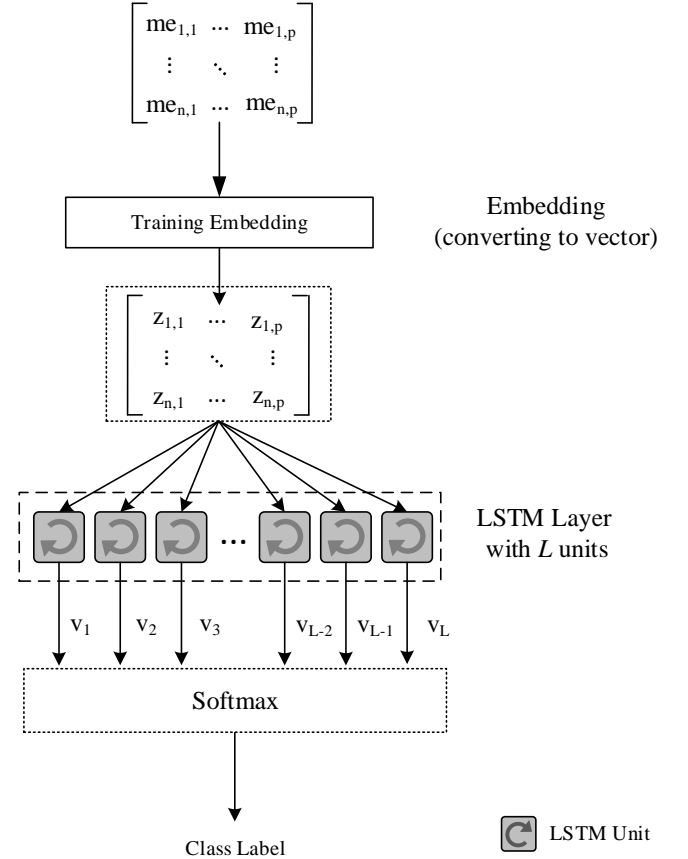 me1,1 ... me1,p
⋮ ⋱ ⋮
men,1 ... men,p
Training Embedding
Embedding
(converting to vector)
z1,1 ... z1,p
⋮ ⋱ ⋮
zn,1 ... zn,p
...
LSTM Layer
with L units
v1 v2 v3 vL-2 vL-1 vL
Softmax
Class Label
LSTM Unit